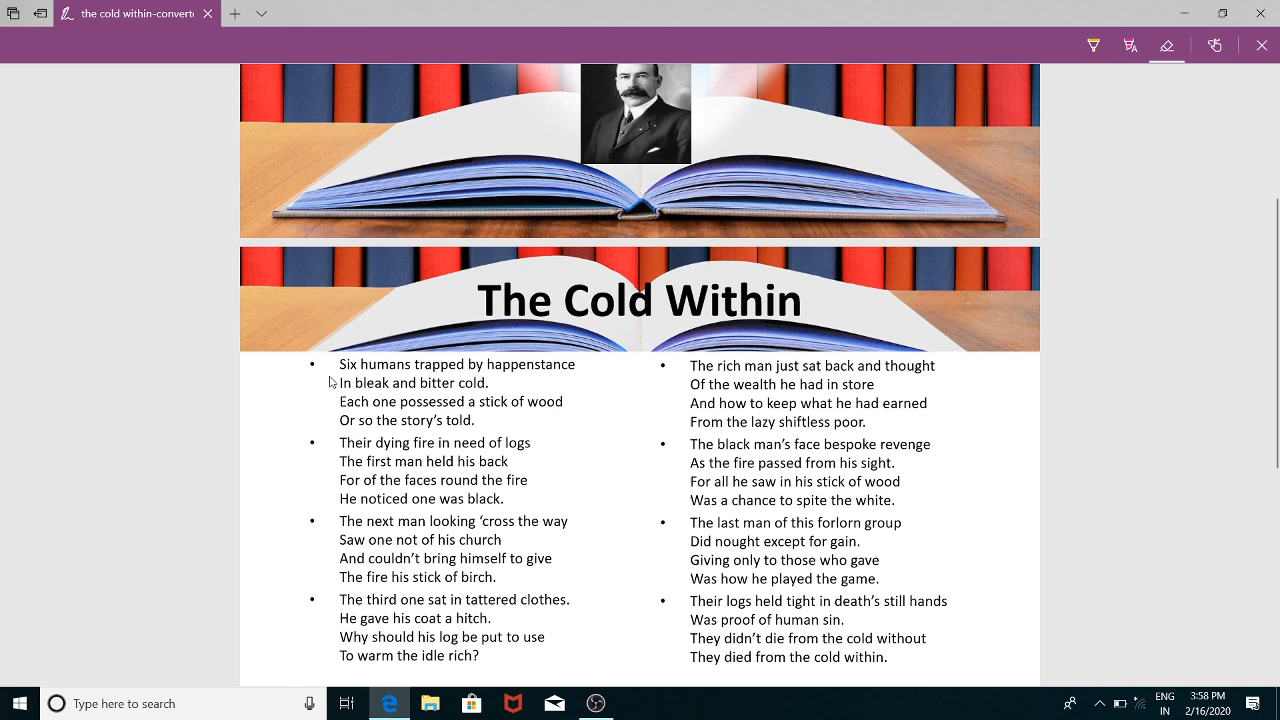 the cold within-convert
The Cold Within
• Six humans trapped by happenstance
In bleak and bitter cold.
Each one possessed a stick of wood
Or so the story’s told.
• Their dying fire in need of logs
The first man held his back
For of the faces round the fire
He noticed one was black.
• The next man looking ‘cross the way
Saw one not of his church
And couldn’t bring himself to give
The fire his stick of birch.
• The third one sat in tattered clothes.
He gave his coat a hitch.
Why should his log be put to use
To warm the idle rich?
• The rich man just sat back and thought
Of the wealth he had in store
And how to keep what he had earned
From the lazy shiftless poor.
• The black man’s face bespoke revenge
As the fire passed from his sight.
For all he saw in his stick of wood
Was a chance to spite the white.
• The last man of this forlorn group
Did nought except for gain.
Giving only to those who gave
Was how he played the game.
• Their logs held tight in death’s still hands
Was proof of human sin.
They didn’t die from the cold without
They died from the cold within.
Type here to search
ENG
IN
3:58 PM
2/16/2020